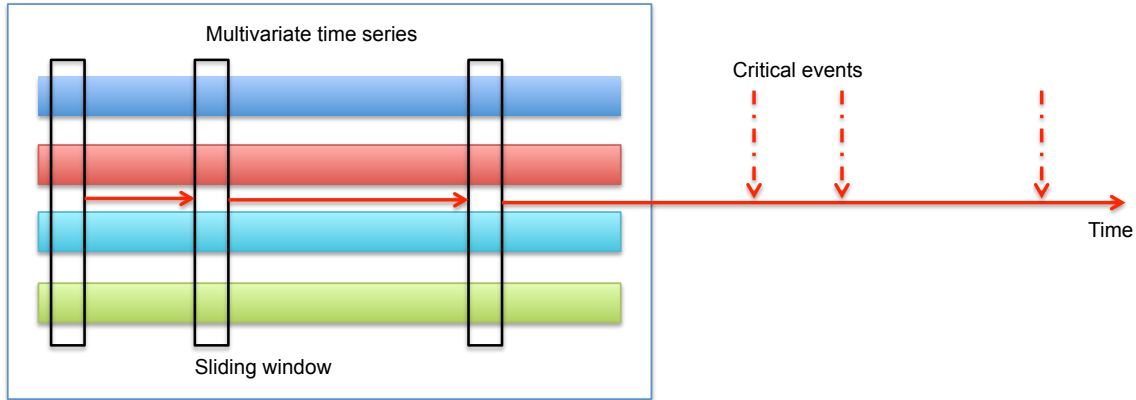 Multivariate time series
Critical events
Time
Sliding window